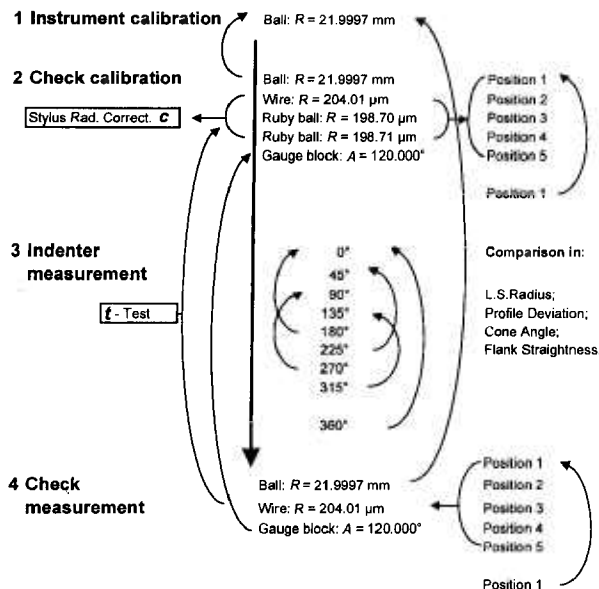 1 Instrument calibration
Ball: R = 21.9997 mm
2 Check calibration
Ball: R = 21.9997 mm
Wire: R = 204.01 µm
Ruby ball: R = 198.70 µm
Ruby ball: R = 198.71 µm
Gauge block: A = 120.000°
Stylus Rad. Correct. c
Position 1
Position 2
Position 3
Position 4
Position 5
Position 1
3 Indenter
measurement
t - Test
0°
45°
90°
135°
180°
225°
270°
315°
360°
Comparison in:
L.S.Radius;
Profile Deviation;
Cone Angle;
Flank Straightness
4 Check
measurement
Ball: R = 21.9997 mm
Wire: R = 204.01 µm
Gauge block: A = 120.000°
Position 1
Position 2
Position 3
Position 4
Position 5
Position 1